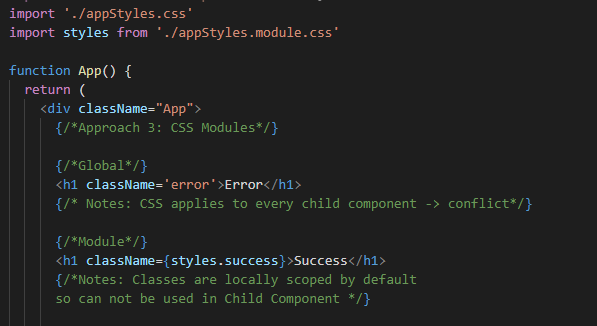 import './appStyles.css'
import styles from './appStyles.module.css'
function App() {
return (
<div className="App">
{/*Approach 3: CSS Modules*/}
{/*Global*/}
<h1 className='error'>Error</h1>
{/* Notes: CSS applies to every child component -> conflict*/}
{/*Module*/}
<h1 className={styles.success}>Success</h1>
{/*Notes: Classes are locally scoped by default
so can not be used in Child Component */}